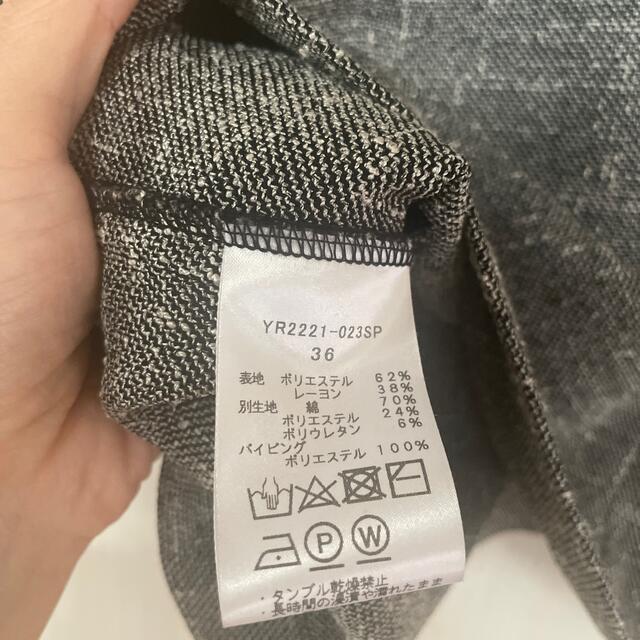 YR2221-023SP
36
表地 ポリエステル 62%
レーヨン 38%
別生地 綿 70%
ポリエステル 24%
ポリウレタン 6%
パイピング
ポリエステル 100%
P W
・タンブル乾燥禁止
・長時間の浸漬や濡れたまま